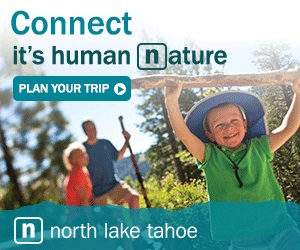 Connect
it's human nature
PLAN YOUR TRIP
n north lake tahoe